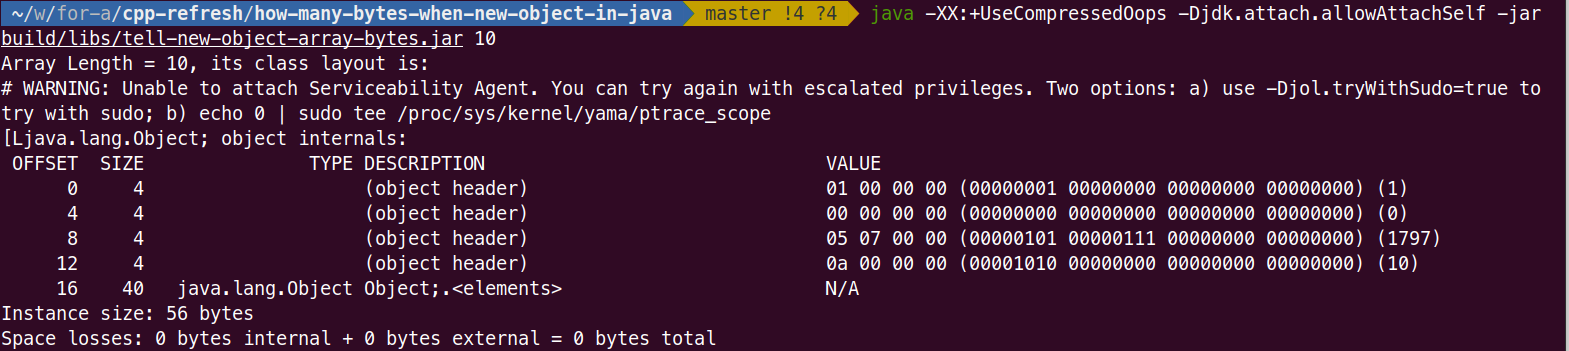 ~/w/for-a/cpp-refresh/how-many-bytes-when-new-object-in-java master !4 ?4 java -XX:+UseCompressedOops -Djdk.attach.allowAttachSelf -jar
build/libs/tell-new-object-array-bytes.jar 10
Array Length = 10, its class layout is:
# WARNING: Unable to attach Serviceability Agent. You can try again with escalated privileges. Two options: a) use -Djol.tryWithSudo=true to
try with sudo; b) echo 0 | sudo tee /proc/sys/kernel/yama/ptrace_scope
[Ljava.lang.Object; object internals:
OFFSET SIZE TYPE DESCRIPTION VALUE
0 4 (object header) 01 00 00 00 (00000001 00000000 00000000 00000000) (1)
4 4 (object header) 00 00 00 00 (00000000 00000000 00000000 00000000) (0)
8 4 (object header) 05 07 00 00 (00000101 00000111 00000000 00000000) (1797)
12 4 (object header) 0a 00 00 00 (00001010 00000000 00000000 00000000) (10)
16 40 java.lang.Object Object;.<elements> N/A
Instance size: 56 bytes
Space losses: 0 bytes internal + 0 bytes external = 0 bytes total